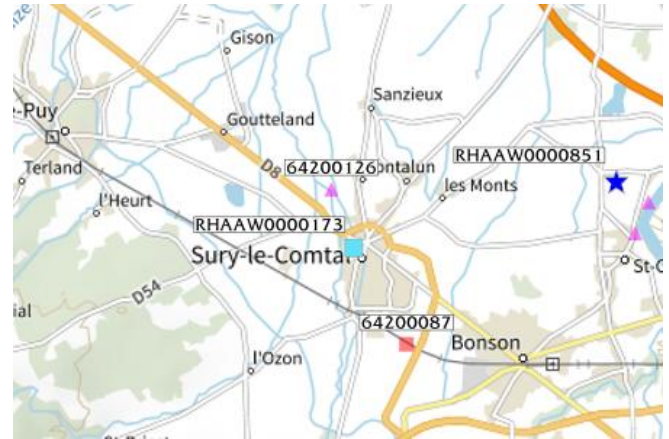 Gison
Sanzieux
-Puy
Goutteland
D8
64200126
ontalun
RHAAW0000851
Terland
les Monts
l'Heurt
RHAAW0000173
Sury-le-Comtal
St-C
D54
ial
64200087
Bonson
l'Ozon